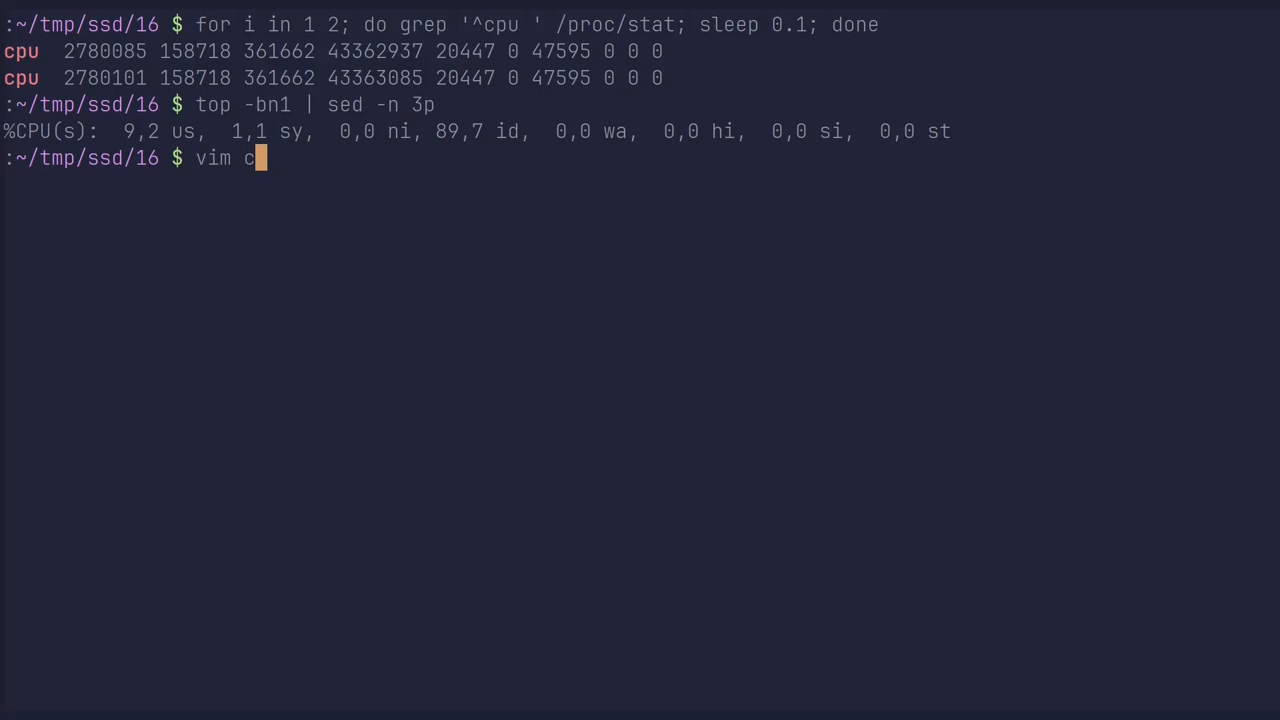 :~/tmp/ssd/16 $ for i in 1 2; do grep '^cpu ' /proc/stat; sleep 0.1; done
cpu  2780085 158718 361662 43362937 20447 0 47595 0 0 0
cpu  2780101 158718 361662 43363085 20447 0 47595 0 0 0
:~/tmp/ssd/16 $ top -bn1 | sed -n 3p
%CPU(s):  9,2 us,  1,1 sy,  0,0 ni, 89,7 id,  0,0 wa,  0,0 hi,  0,0 si,  0,0 st
:~/tmp/ssd/16 $ vim c